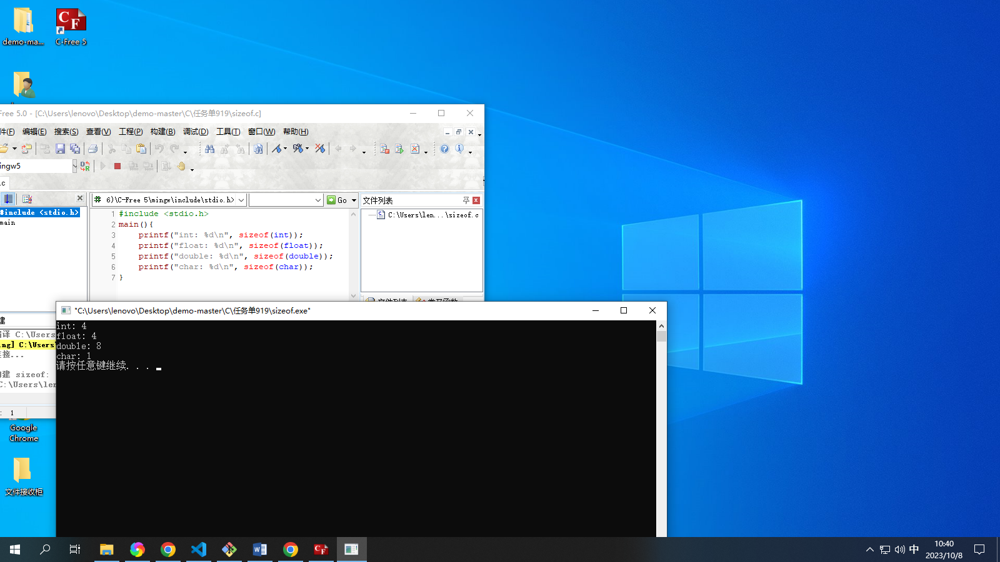 demo-ma...
C-Free 5
Free 5.0 - [C:\Users\lenovo\Desktop\demo-master\C\任务单919\sizeof.c]
件(F) 编辑(E) 搜索(S) 查看(V) 工程(P) 构建(B) 调试(D) 工具(T) 窗口(W) 帮助(H)
ingw5
c
6)\C-Free 5\mingw\include\stdio.h>
Go
文件列表
#include <stdio.h>
main
1 #include <stdio.h>
2 main(){
3 printf("int: %d\n", sizeof(int));
4 printf("float: %d\n", sizeof(float));
5 printf("double: %d\n", sizeof(double));
6 printf("char: %d\n", sizeof(char));
7 }
C:\Users\len...\sizeof.c
建
编译 C:\Users
ing] C:\Users\
连接...
构建 sizeof:
C:\Users\len
: 1
"C:\Users\lenovo\Desktop\demo-master\C\任务单919\sizeof.exe"
int: 4
float: 4
double: 8
char: 1
请按任意键继续. . .
Google
Chrome
文件接收柜
中
10:40
2023/10/8